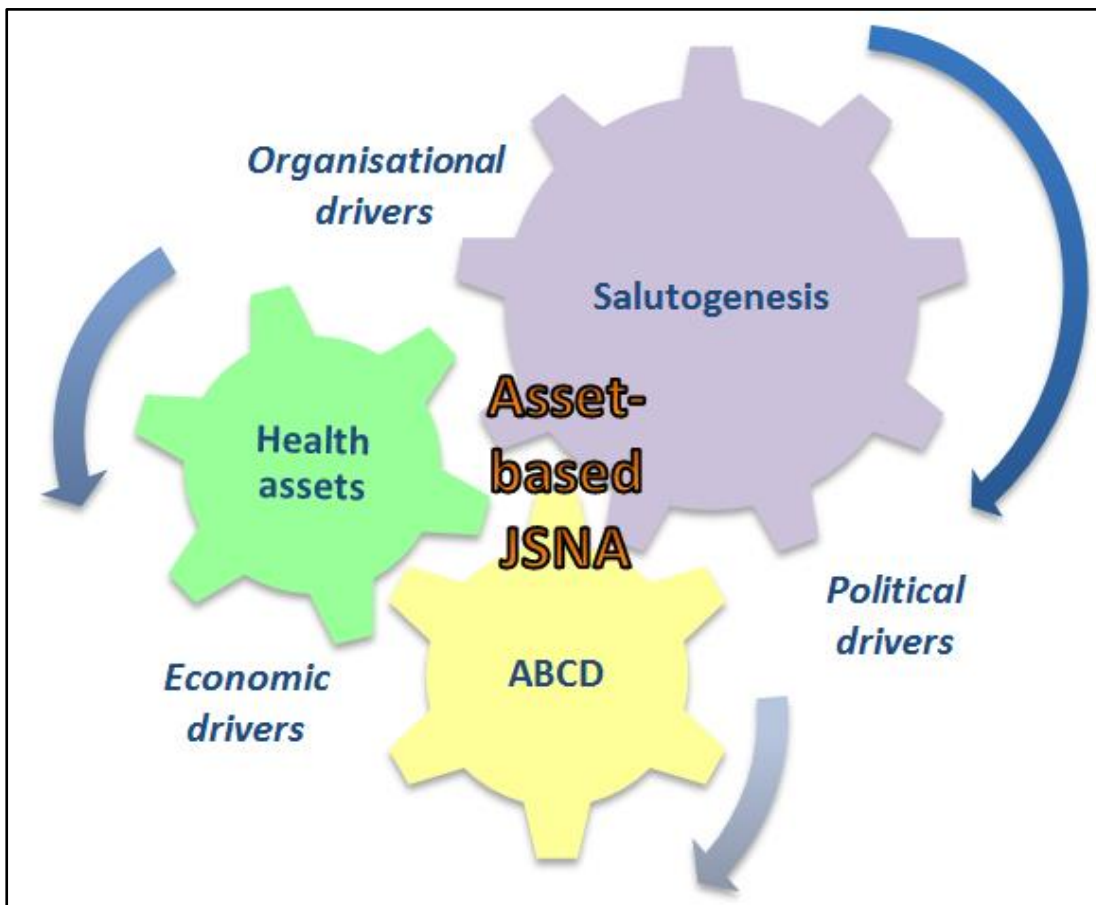 Organisational
drivers
Salutogenesis
Asset-
based
JSNA
Health
assets
Political
drivers
Economic
drivers
ABCD